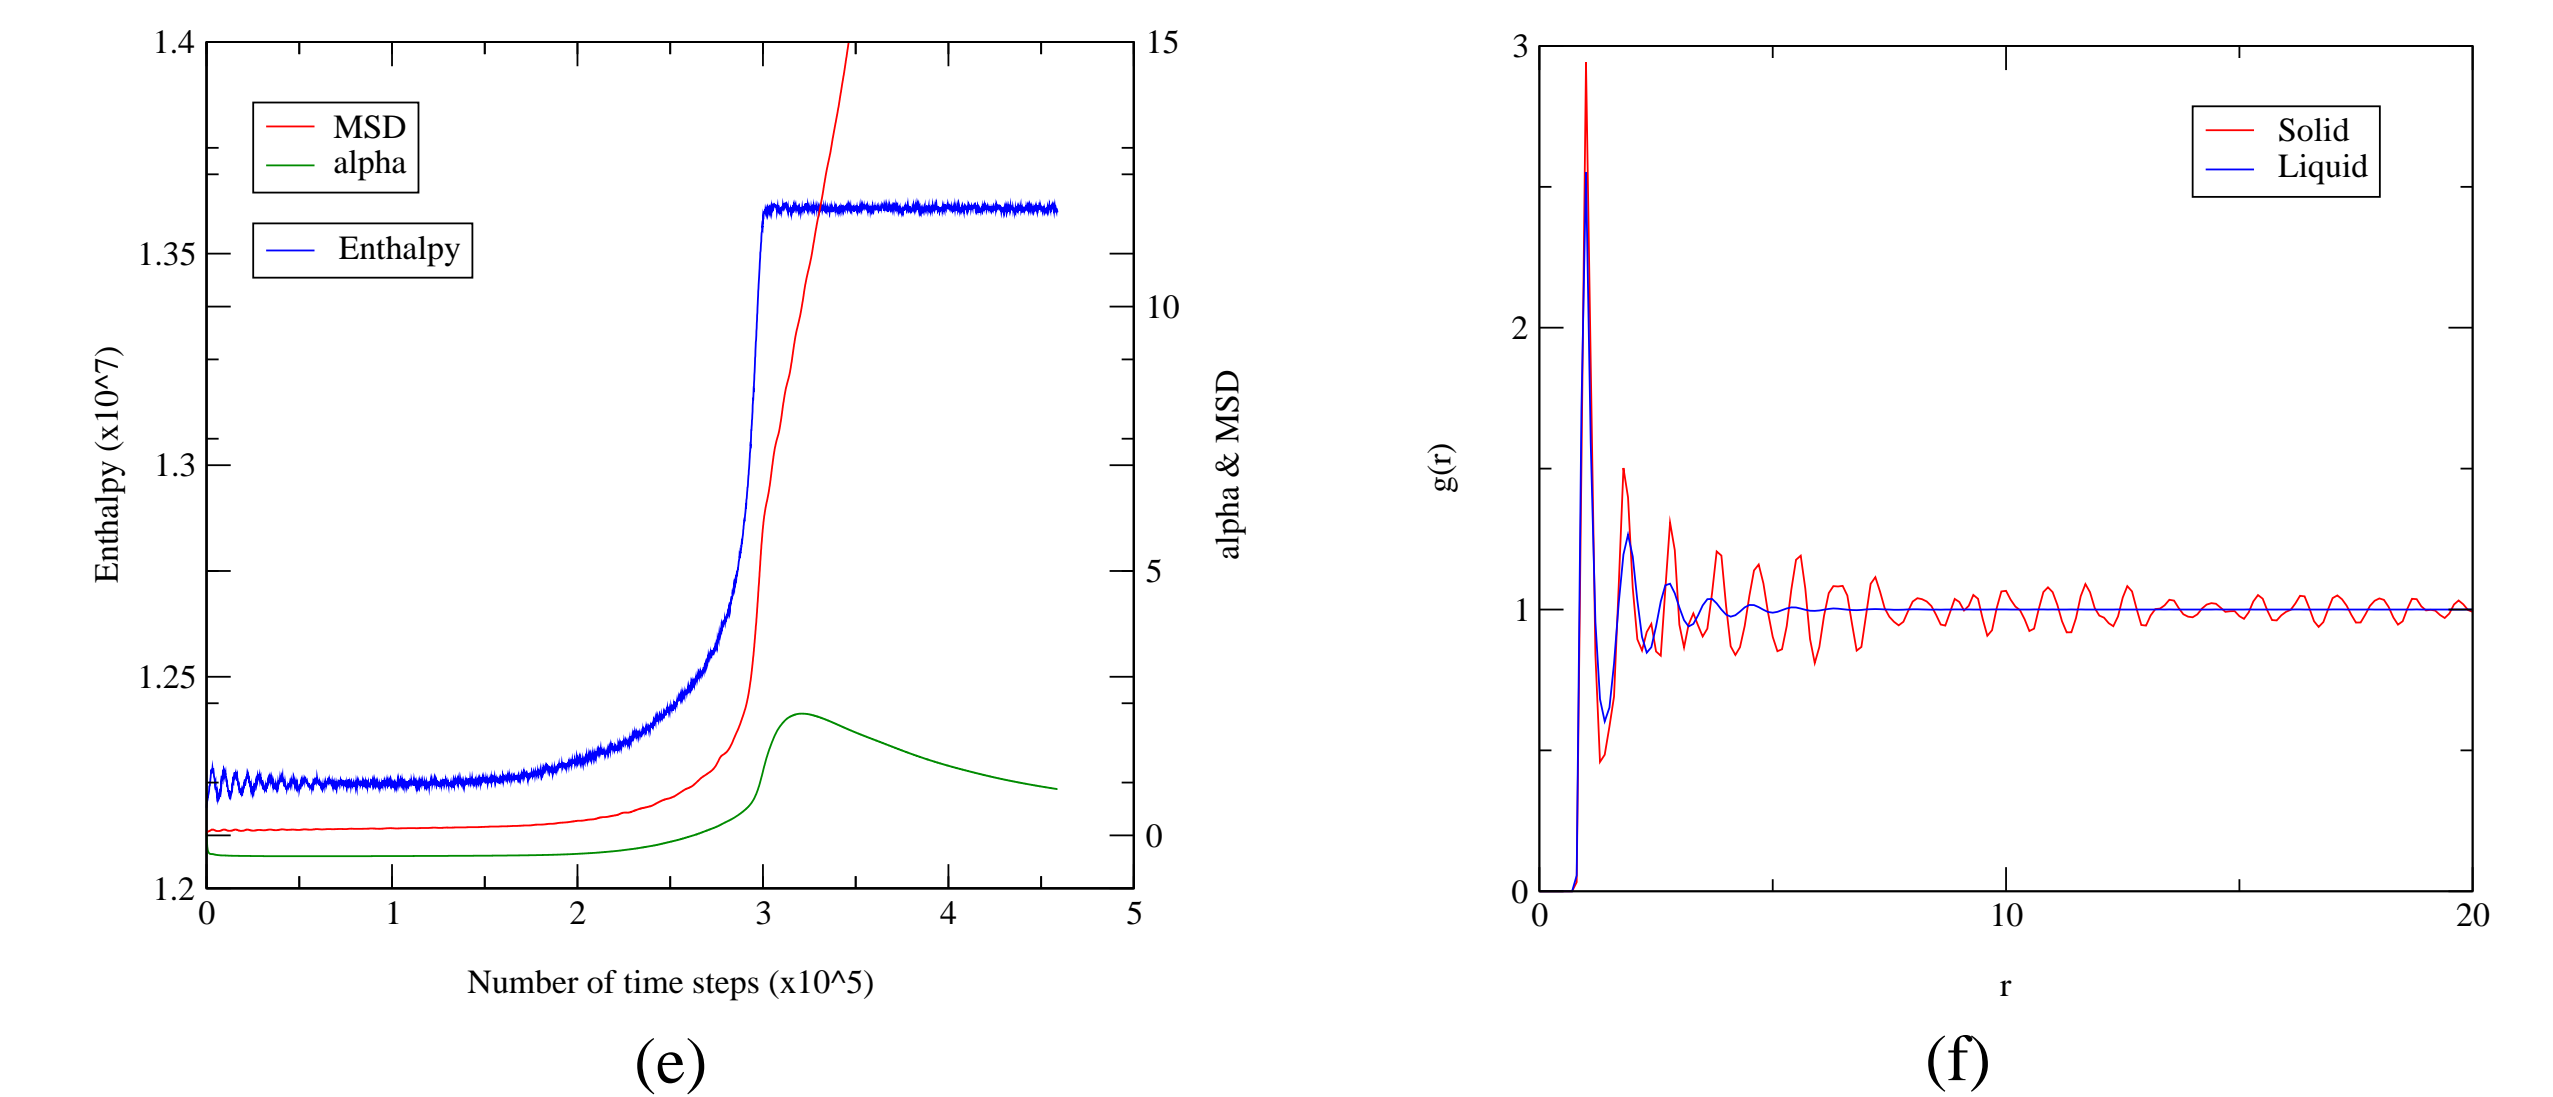 1.4
1.35
1.3
1.25
1.2
Enthalpy (x10^7)
MSD
alpha
Enthalpy
15
10
5
0
alpha & MSD
0 1 2 3 4 5
Number of time steps (x10^5)
(e)
3
2
1
0
g(r)
Solid
Liquid
0 10 20
r
(f)